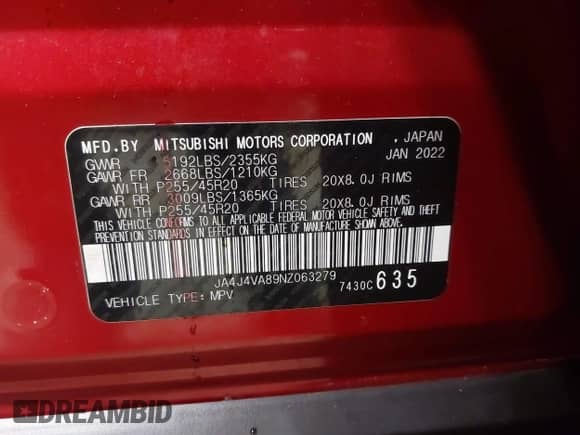 MFD.BY MITSUBISHI MOTORS CORPORATION , JAPAN
GVWR 5192LBS/2355KG JAN 2022
GAWR FR 2668LBS/1210KG
WITH P255/45R20 TIRES 20X8.0J RIMS
GAWR RR 3009LBS/1365KG
WITH P255/45R20 TIRES 20X8.0J RIMS
THIS VEHICLE CONFORMS TO ALL APPLICABLE FEDERAL MOTOR VEHICLE SAFETY AND THEFT
PREVENTION STANDARDS IN EFFECT ON THE DATE OF MANUFACTURE SHOWN ABOVE.
JA4J4VA89NZ063279 7430C 635
VEHICLE TYPE: MPV
DREAMBID